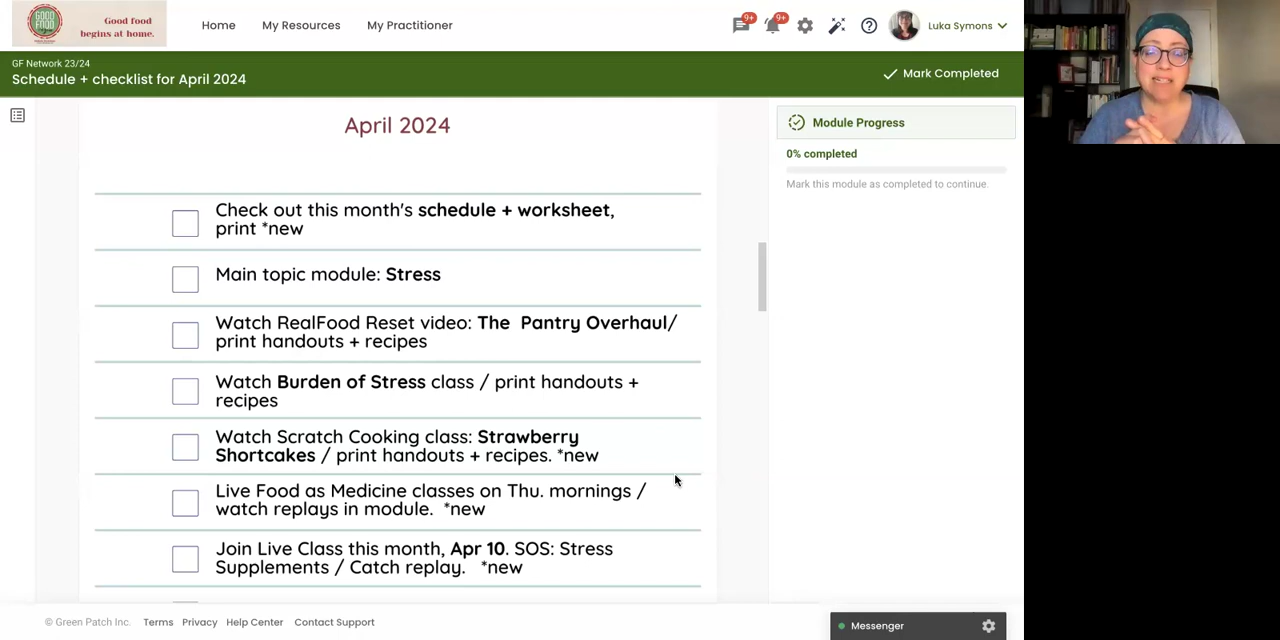 GOOD FOOD
Good food
begins at home.
Home
My Resources
My Practitioner
9+
9+
Luka Symons
GF Network 23/24
Schedule + checklist for April 2024
Mark Completed
April 2024
Check out this month's schedule + worksheet,
print *new
Main topic module: Stress
Watch RealFood Reset video: The Pantry Overhaul/
print handouts + recipes
Watch Burden of Stress class / print handouts +
recipes
Watch Scratch Cooking class: Strawberry
Shortcakes / print handouts + recipes. *new
Live Food as Medicine classes on Thu. mornings /
watch replays in module. *new
Join Live Class this month, Apr 10. SOS: Stress
Supplements / Catch replay. *new
Module Progress
0% completed
Mark this module as completed to continue.
© Green Patch Inc.
Terms
Privacy
Help Center
Contact Support
Messenger